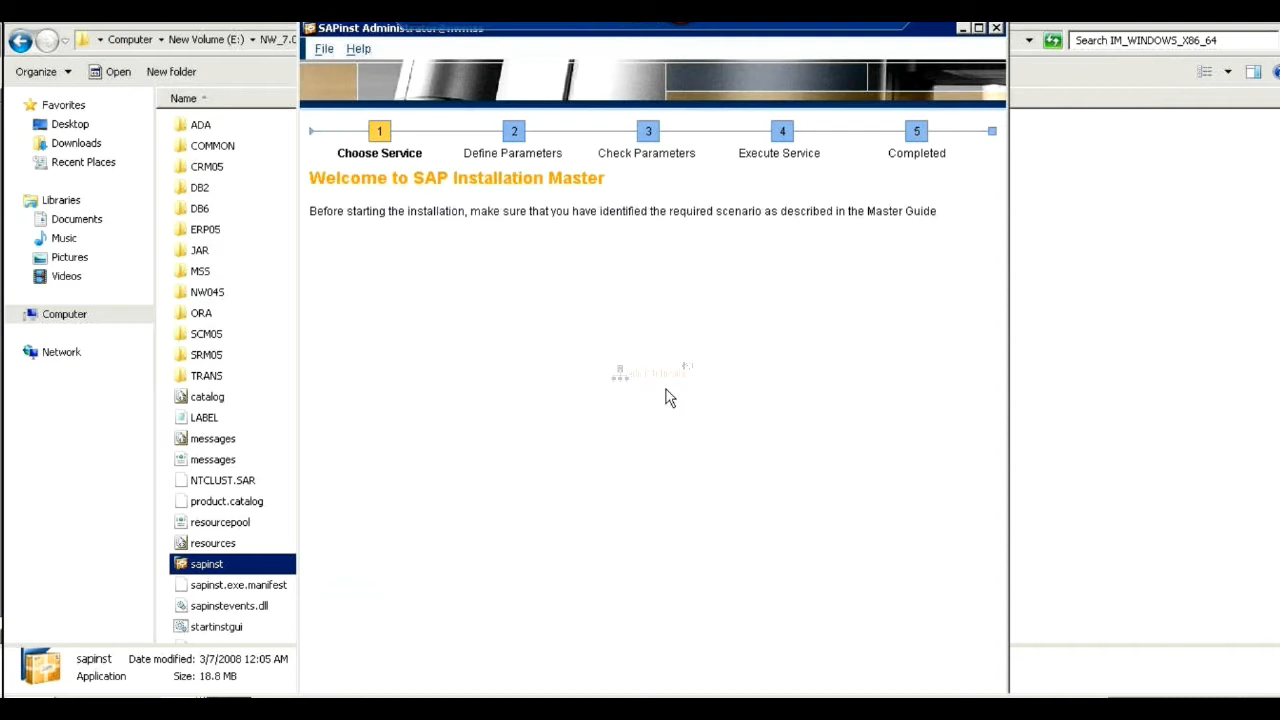 SAPinst Adminis
Computer New Volume (E:) NW_7.0
Search IM_WINDOWS_X86_64
File Help
Organize Open New folder
Name
Favorites
Desktop
Downloads
Recent Places
Libraries
Documents
Music
Pictures
Videos
Computer
Network
ADA
COMMON
CRM05
DB2
DB6
ERP05
JAR
MSS
NW04S
ORA
SCM05
SRM05
TRANS
catalog
LABEL
messages
messages
NTCLUST.SAR
product.catalog
resourcepool
resources
sapinst
sapinst.exe.manifest
sapinstevents.dll
startinstgui
1 2 3 4 5
Choose Service Define Parameters Check Parameters Execute Service Completed
Welcome to SAP Installation Master
Before starting the installation, make sure that you have identified the required scenario as described in the Master Guide
sapinst Date modified: 3/7/2008 12:05 AM
Application Size: 18.8 MB